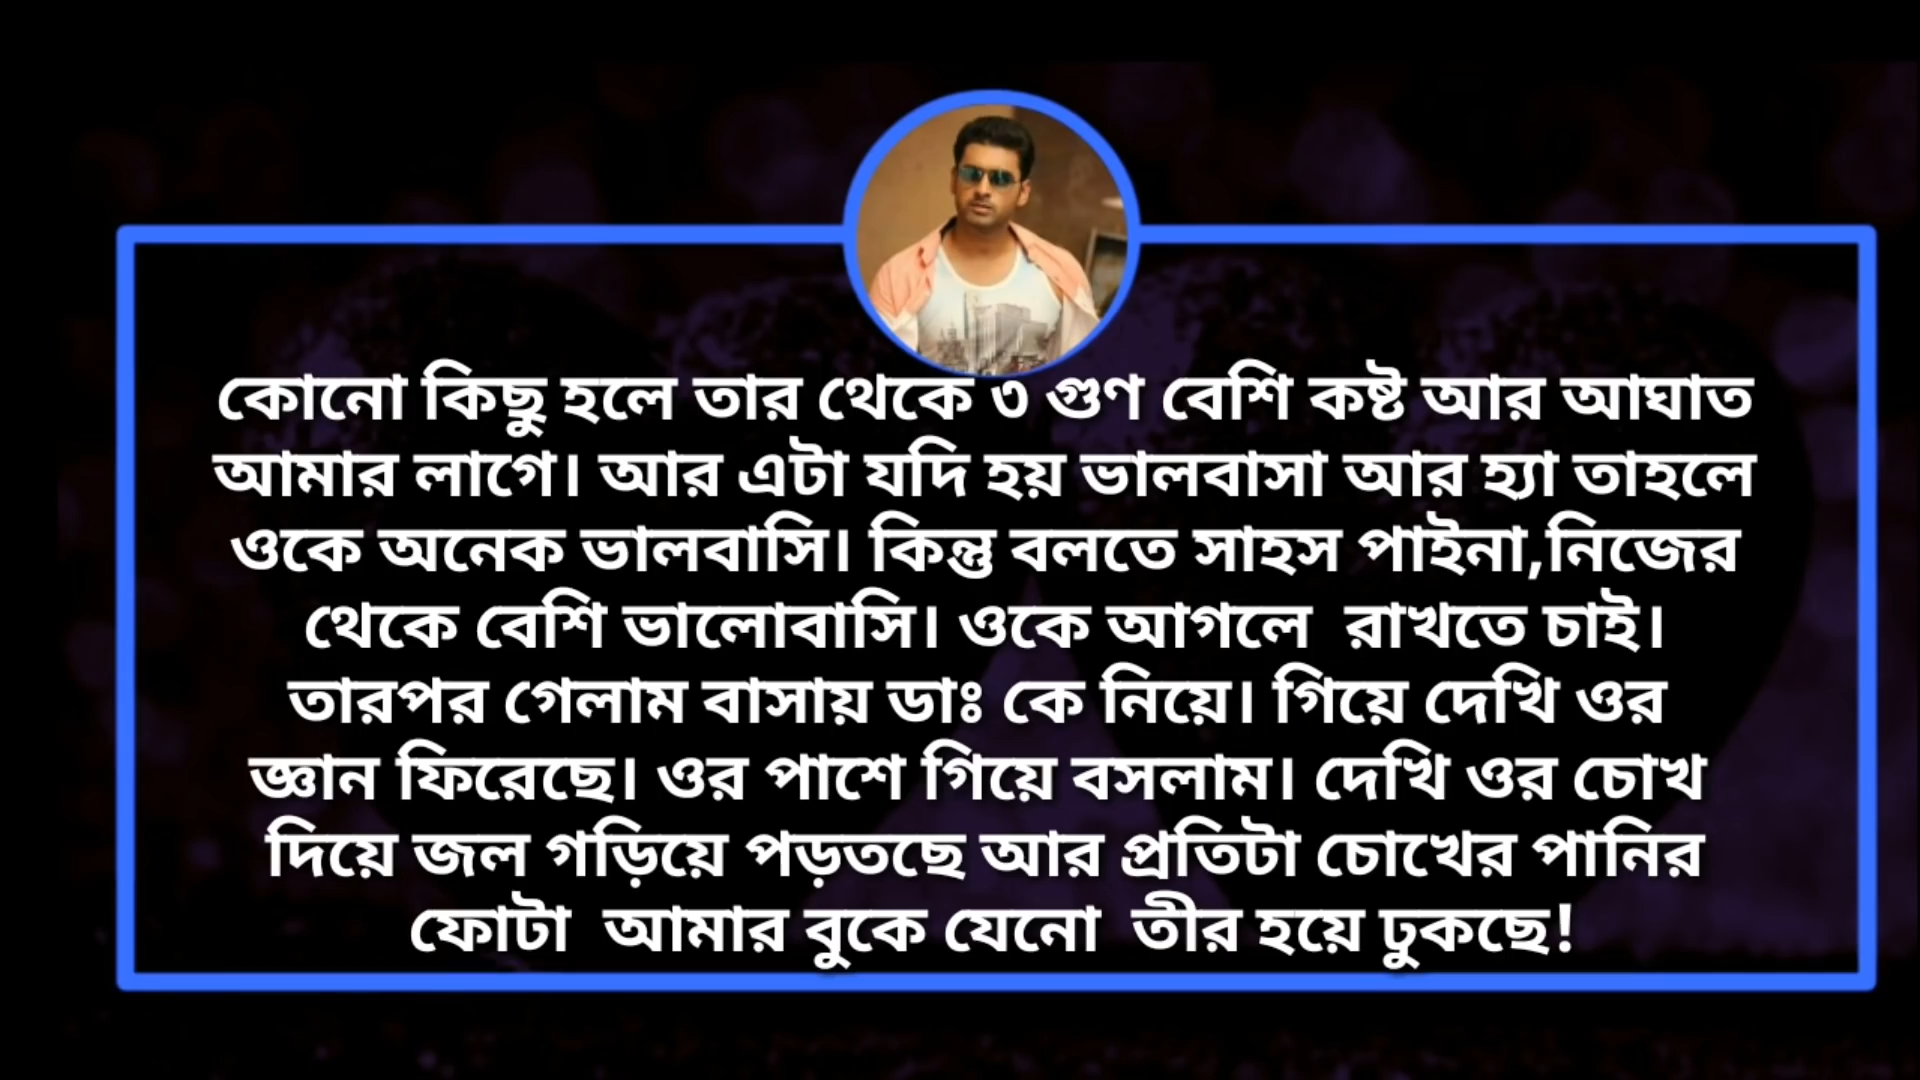 কোনো কিছু হলে তার থেকে ৩ গুণ বেশি কষ্ট আর আঘাত
আমার লাগে। আর এটা যদি হয় ভালবাসা আর হ্যা তাহলে
ওকে অনেক ভালবাসি। কিন্তু বলতে সাহস পাইনা,নিজের
থেকে বেশি ভালোবাসি। ওকে আগলে রাখতে চাই।
তারপর গেলাম বাসায় ডাঃ কে নিয়ে। গিয়ে দেখি ওর
জ্ঞান ফিরেছে। ওর পাশে গিয়ে বসলাম। দেখি ওর চোখ
দিয়ে জল গড়িয়ে পড়তছে আর প্রতিটা চোখের পানির
ফোটা আমার বুকে যেনো তীর হয়ে ঢুকছে!